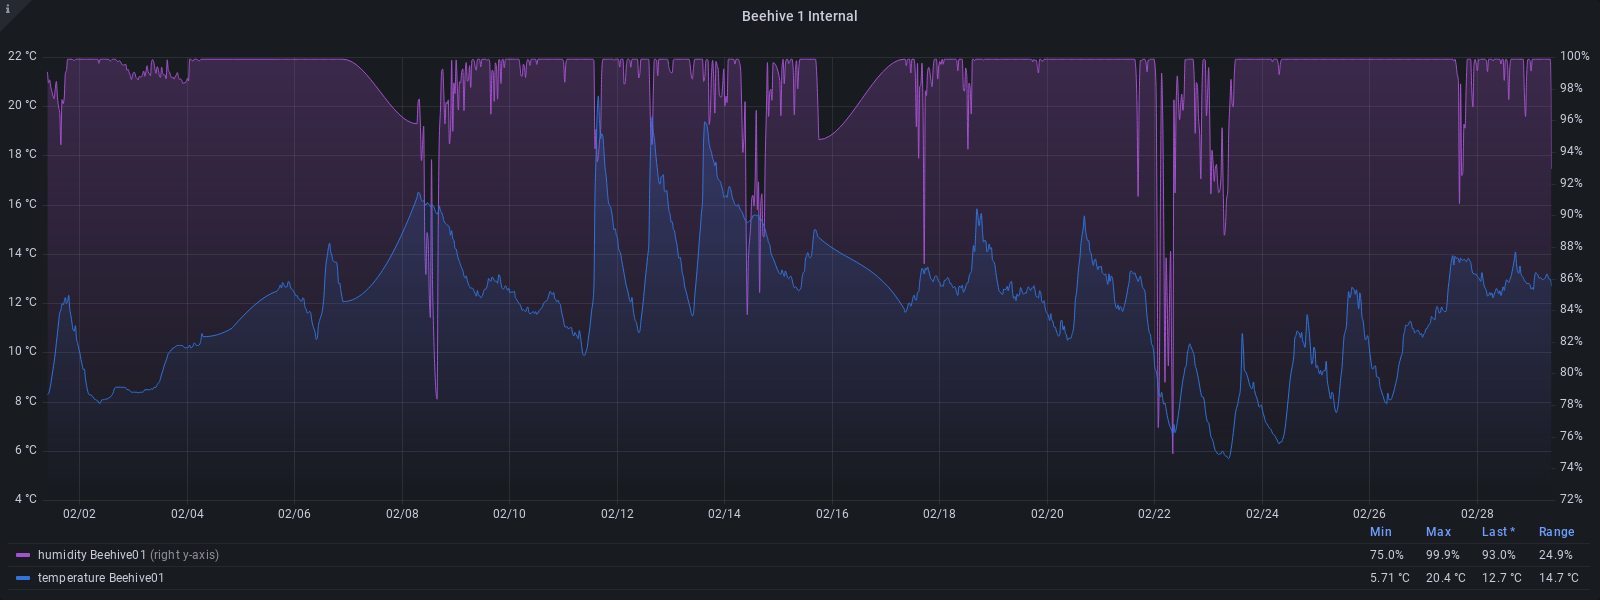 i
Beehive 1 Internal
22 °C
20 °C
18 °C
16 °C
14 °C
12 °C
10 °C
8 °C
6 °C
4 °C
100%
98%
96%
94%
92%
90%
88%
86%
84%
82%
80%
78%
76%
74%
72%
02/02 02/04 02/06 02/08 02/10 02/12 02/14 02/16 02/18 02/20 02/22 02/24 02/26 02/28
Min Max Last * Range
humidity Beehive01 (right y-axis) 75.0% 99.9% 93.0% 24.9%
temperature Beehive01 5.71 °C 20.4 °C 12.7 °C 14.7 °C